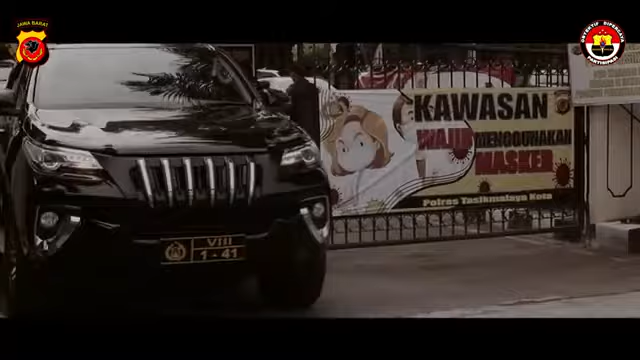 JAWA BARAT
KAWASAN
WAJIB MENGGUNAKAN
MASKER
Polres Tasikmalaya Kota
VIII
1-41